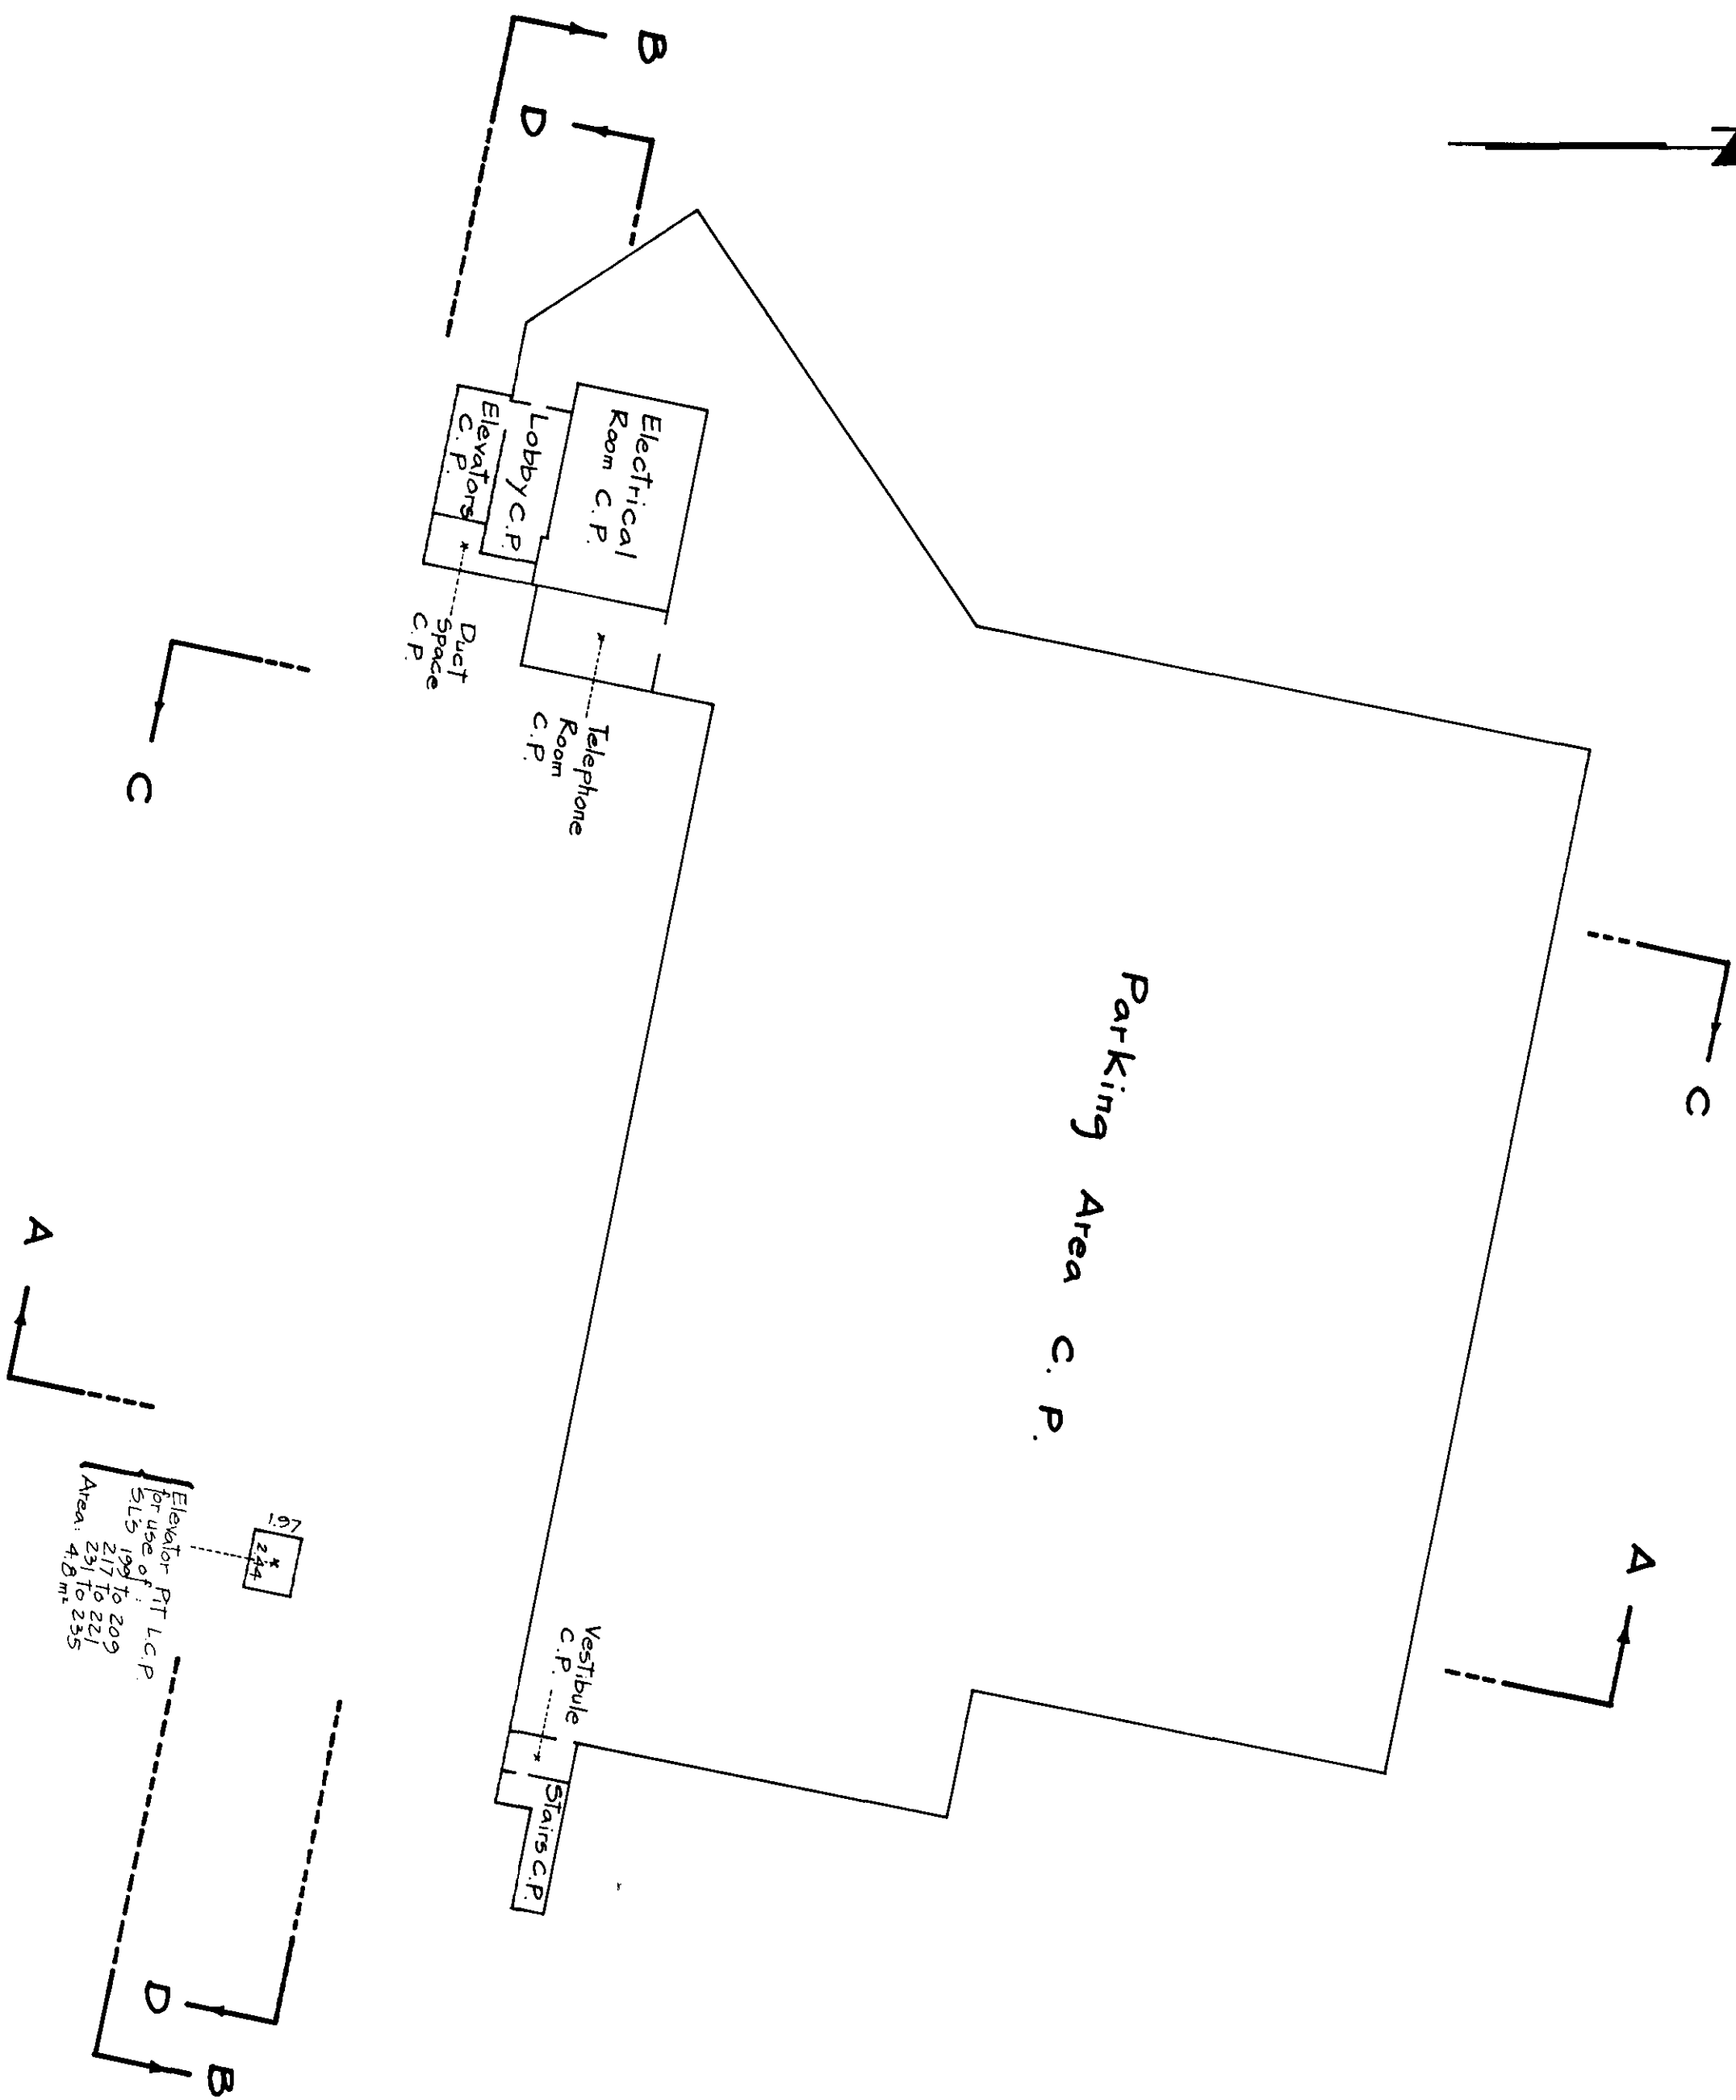 B
D
Electrical
Room C.P.
Lobby C.P.
Elevators
C.P.
Duct
Space
C.P.
Telephone
Room
C.P.
C
C
Parking Area C.P.
A
A
1.97
2.44
Elevator PIT L.C.P.
for use of:
S.L.S 199 to 209
217 to 221
231 to 235
Area: 4.8 m²
Vestibule
C.P.
Stairs C.P.
D
B